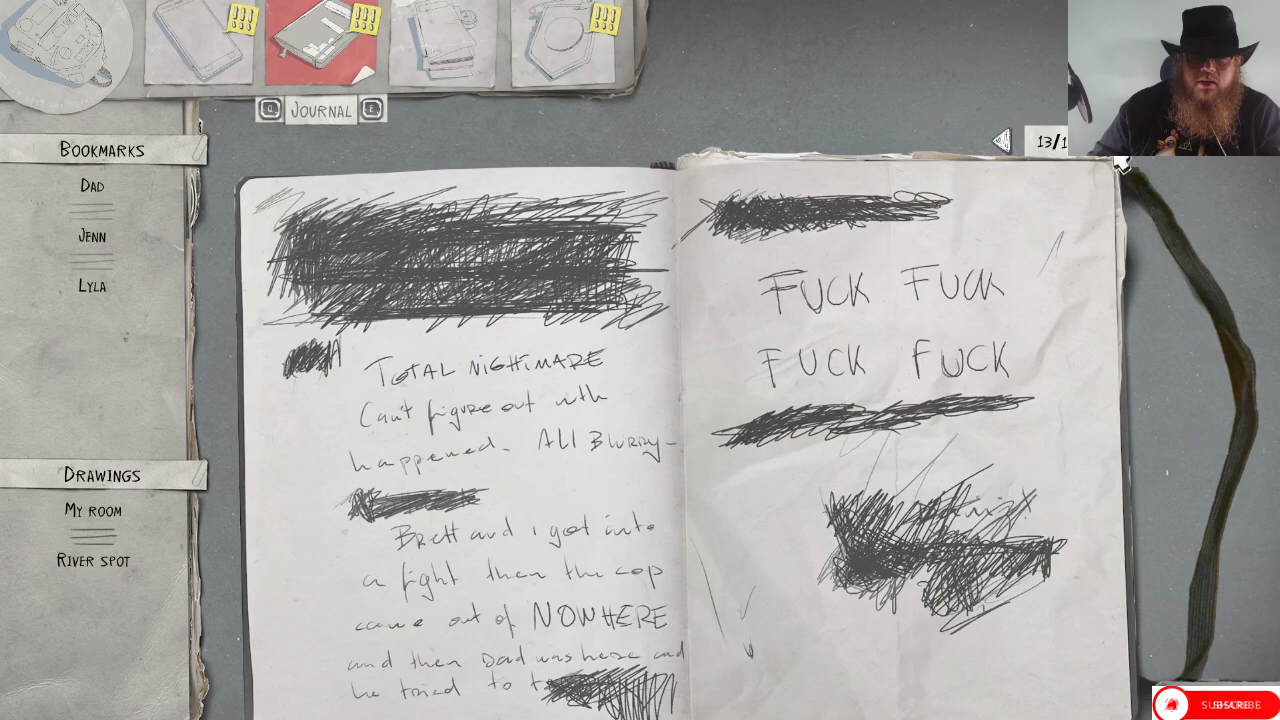 Q JOURNAL E
BOOKMARKS
DAD
JENN
LYLA
DRAWINGS
MY ROOM
RIVER SPOT
13/1
TOTAL NIGHTMARE
Can't figure out wth
happened. All Blurry-
Brett and i got into
a fight then the cop
came out of NOWHERE
and then Dad was here and
he tried to
FUCK FUCK
FUCK FUCK